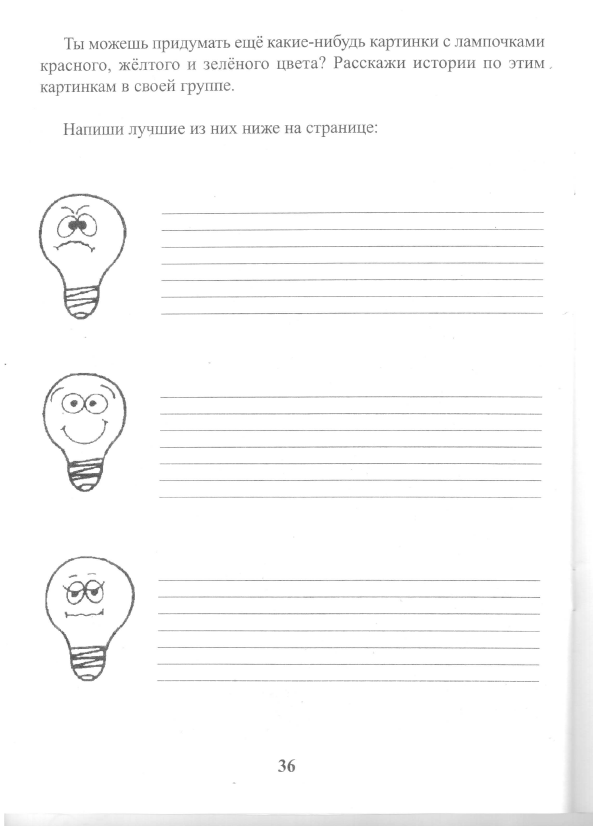 Ты можешь придумать ещё какие-нибудь картинки с лампочками
красного, жёлтого и зелёного цвета? Расскажи истории по этим
картинкам в своей группе.
Напиши лучшие из них ниже на странице:
36